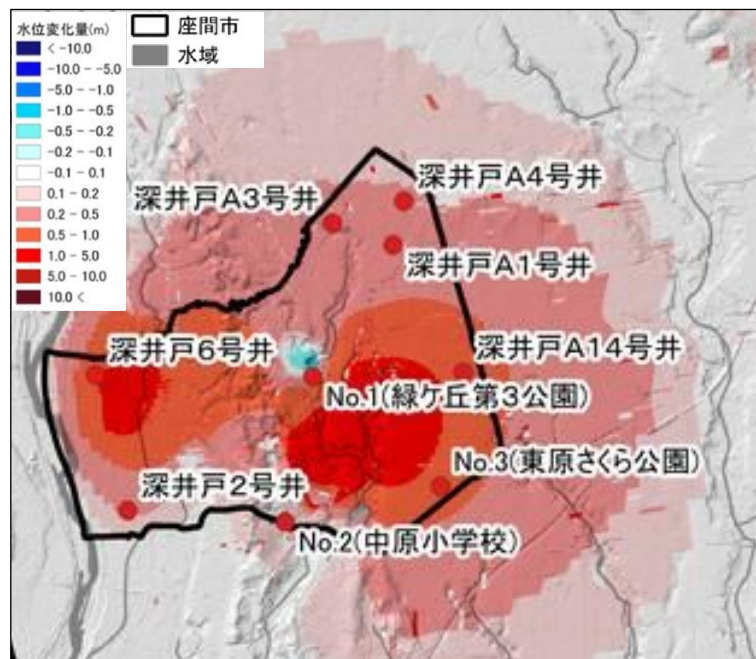 水位変化量(m)
< -10.0
-10.0 - -5.0
-5.0 - -1.0
-1.0 - -0.5
-0.5 - -0.2
-0.2 - -0.1
-0.1 - 0.1
0.1 - 0.2
0.2 - 0.5
0.5 - 1.0
1.0 - 5.0
5.0 - 10.0
10.0 <
座間市
水域
深井戸A4号井
深井戸A3号井
深井戸A1号井
深井戸6号井
深井戸A14号井
No.1(緑ケ丘第3公園)
No.3(東原さくら公園)
深井戸2号井
No.2(中原小学校)